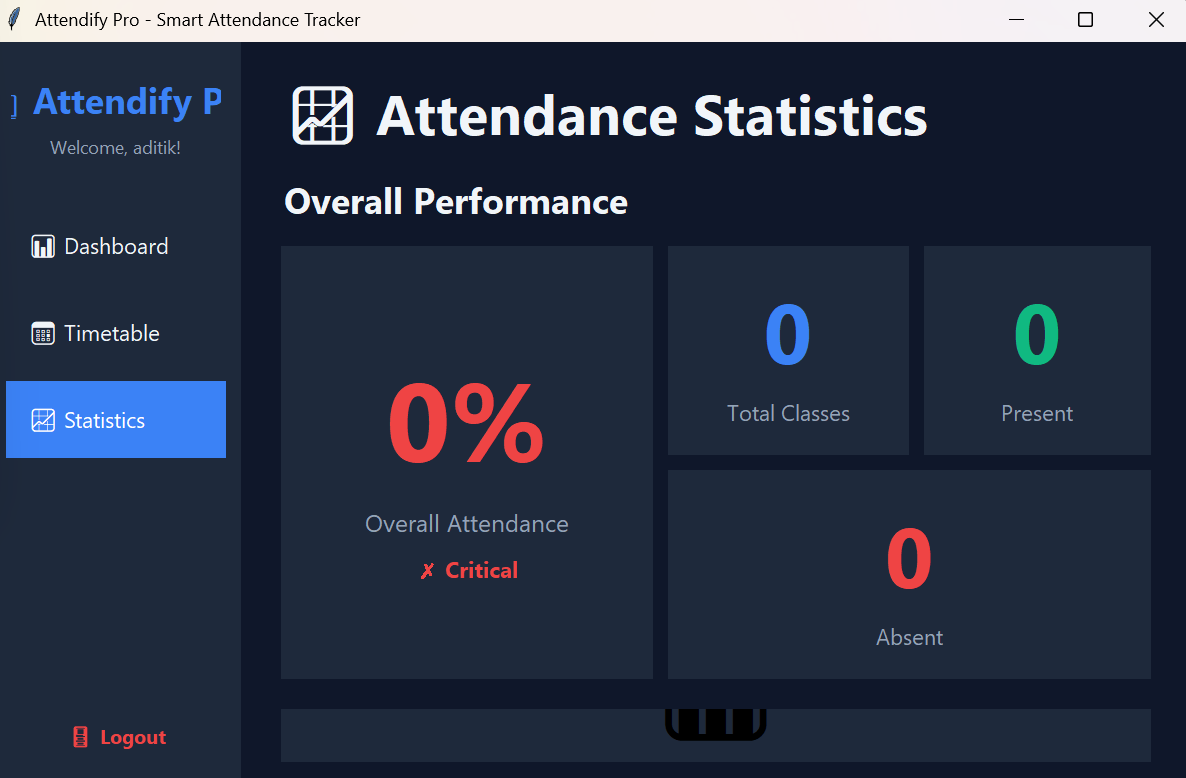 Attendify Pro - Smart Attendance Tracker
Attendify P
Welcome, aditik!
Dashboard
Timetable
Statistics
Logout
Attendance Statistics
Overall Performance
0%
Overall Attendance
✗ Critical
0
Total Classes
0
Present
0
Absent